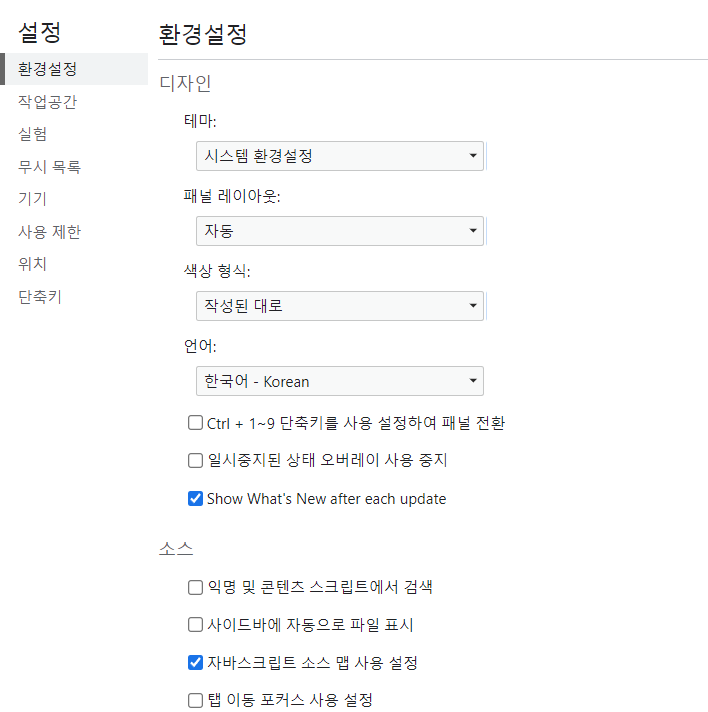 설정
환경설정
작업공간
실험
무시 목록
기기
사용 제한
위치
단축키
환경설정
디자인
테마:
시스템 환경설정
패널 레이아웃:
자동
색상 형식:
작성된 대로
언어:
한국어 - Korean
Ctrl + 1~9 단축키를 사용 설정하여 패널 전환
일시중지된 상태 오버레이 사용 중지
Show What's New after each update
소스
익명 및 콘텐츠 스크립트에서 검색
사이드바에 자동으로 파일 표시
자바스크립트 소스 맵 사용 설정
탭 이동 포커스 사용 설정